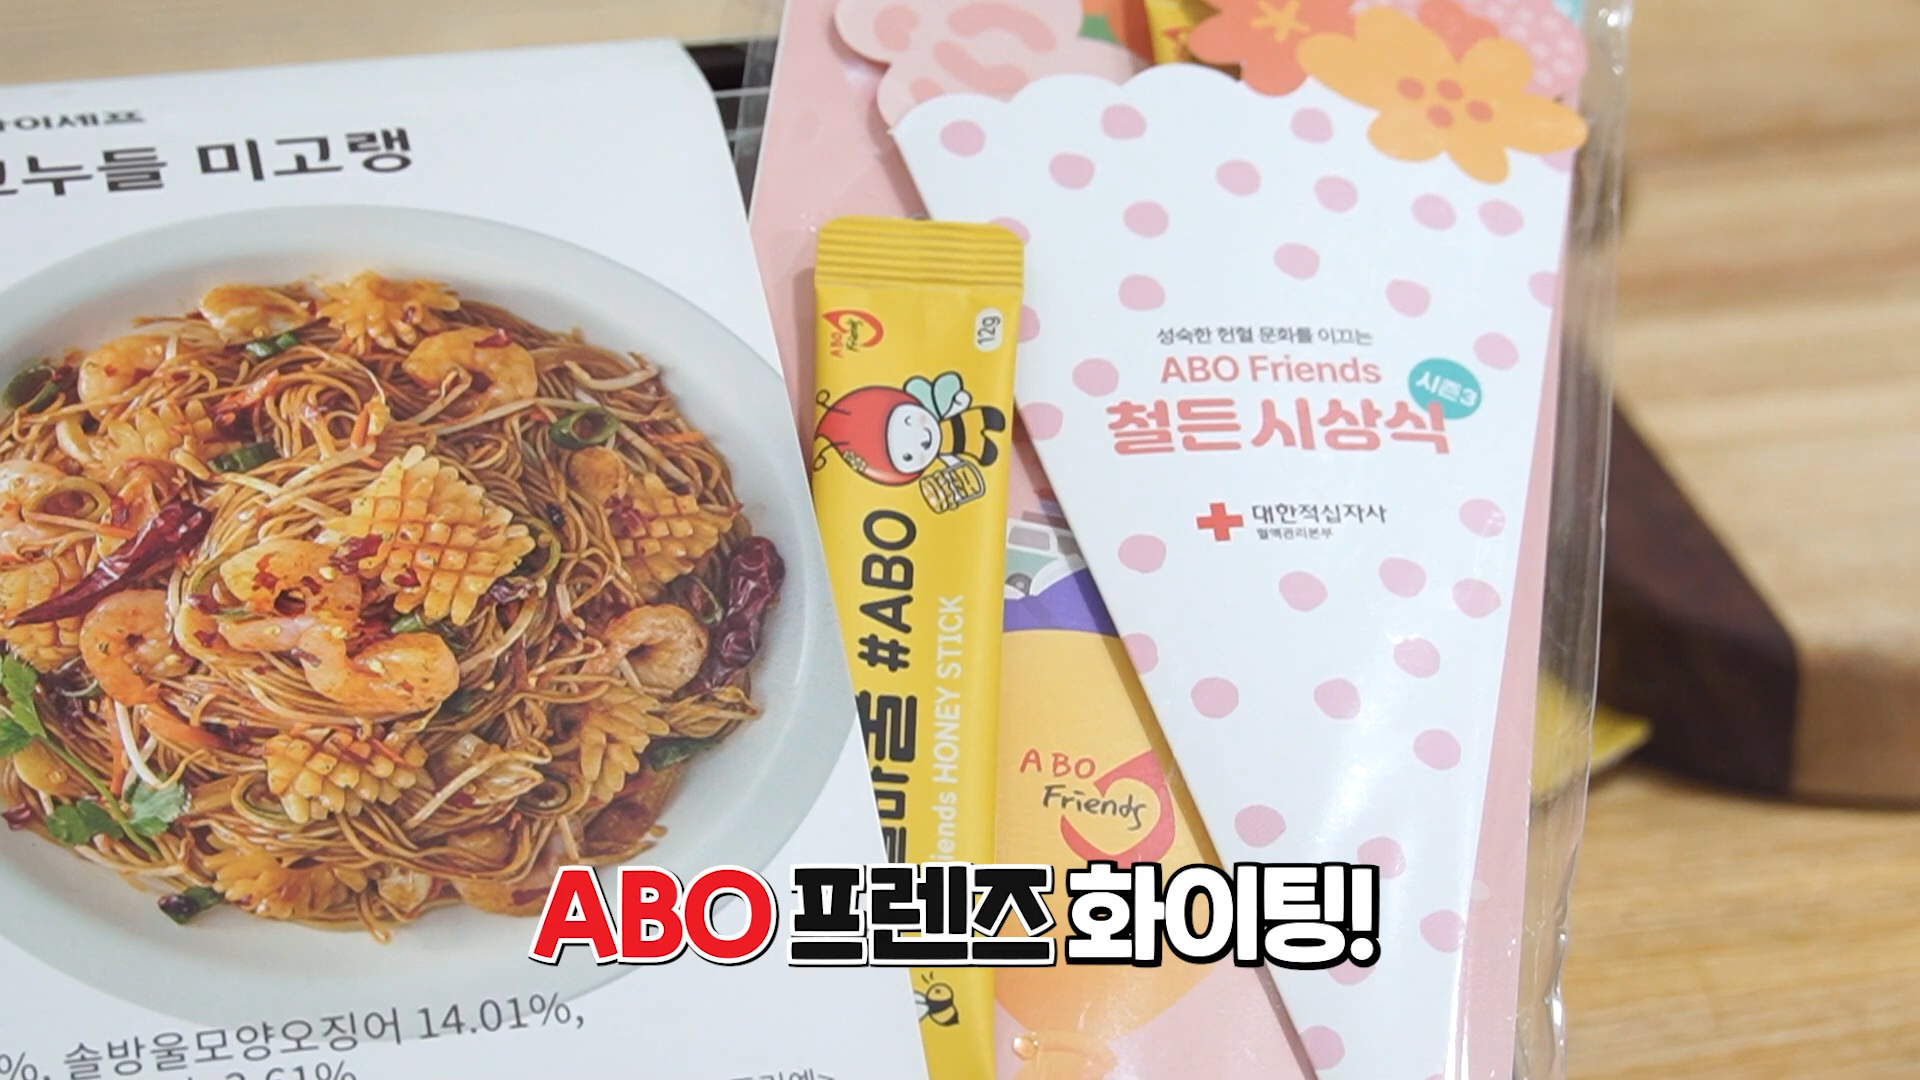 누들 미고랭
솔방울모양오징어 14.01%,
ABO
Friends
12g
#ABO
HONEY STICK
성숙한 헌혈 문화를 이끄는
ABO Friends
시즌3
철든 시상식
대한적십자사
혈액관리본부
ABO
Friends
ABO 프렌즈 화이팅!